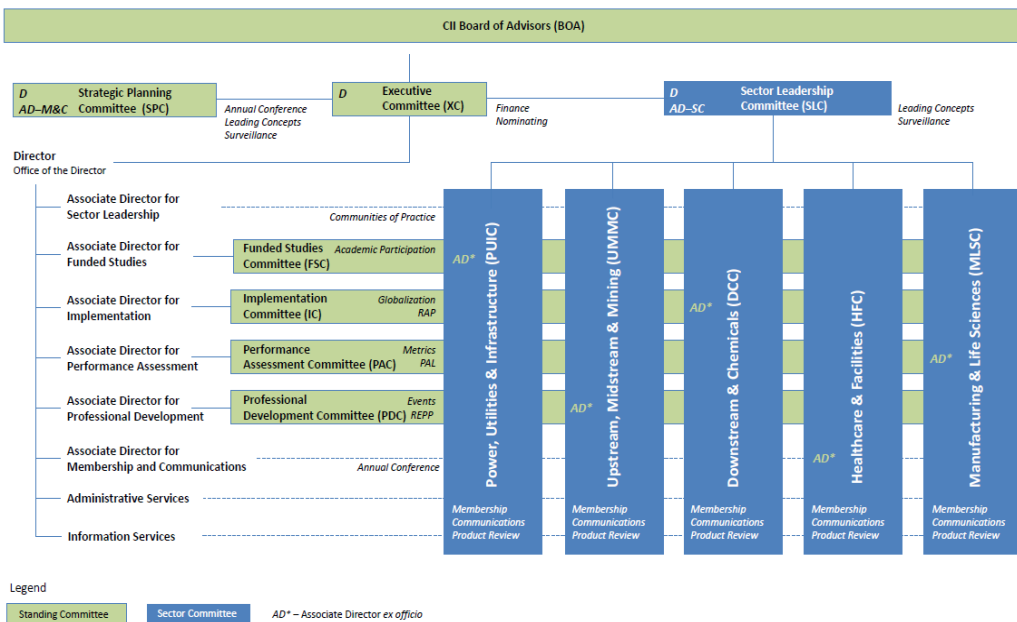 CII Board of Advisors (BOA)
D
AD–M&C
Strategic Planning
Committee (SPC)
Annual Conference
Leading Concepts
Surveillance
D
Executive
Committee (XC)
Finance
Nominating
D
AD–SC
Sector Leadership
Committee (SLC)
Leading Concepts
Surveillance
Director
Office of the Director
Associate Director for
Sector Leadership
Communities of Practice
Associate Director for
Funded Studies
Funded Studies
Committee (FSC)
Academic Participation
Associate Director for
Implementation
Implementation
Committee (IC)
Globalization
RAP
Associate Director for
Performance Assessment
Performance
Assessment Committee (PAC)
Metrics
PAL
Associate Director for
Professional Development
Professional
Development Committee (PDC)
Events
REPP
Associate Director for
Membership and Communications
Annual Conference
Administrative Services
Information Services
Power, Utilities & Infrastructure (PUIC)
AD*
Membership
Communications
Product Review
Upstream, Midstream & Mining (UMMC)
AD*
Membership
Communications
Product Review
Downstream & Chemicals (DCC)
AD*
Membership
Communications
Product Review
Healthcare & Facilities (HFC)
AD*
Membership
Communications
Product Review
Manufacturing & Life Sciences (MLSC)
AD*
Membership
Communications
Product Review
Legend
Standing Committee
Sector Committee
AD* – Associate Director ex officio